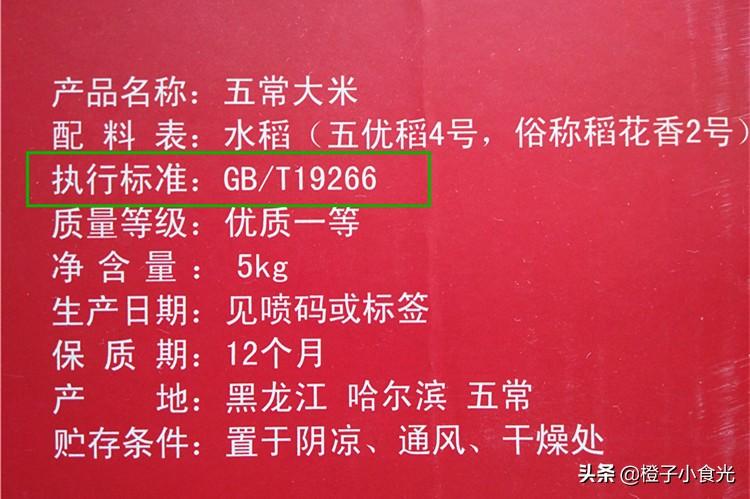 产品名称：五常大米
配料表：水稻（五优稻4号，俗称稻花香2号）
执行标准：GB/T19266
质量等级：优质一等
净含量：5kg
生产日期：见喷码或标签
保质期：12个月
产地：黑龙江 哈尔滨 五常
贮存条件：置于阴凉、通风、干燥处
头条 @橙子小食光